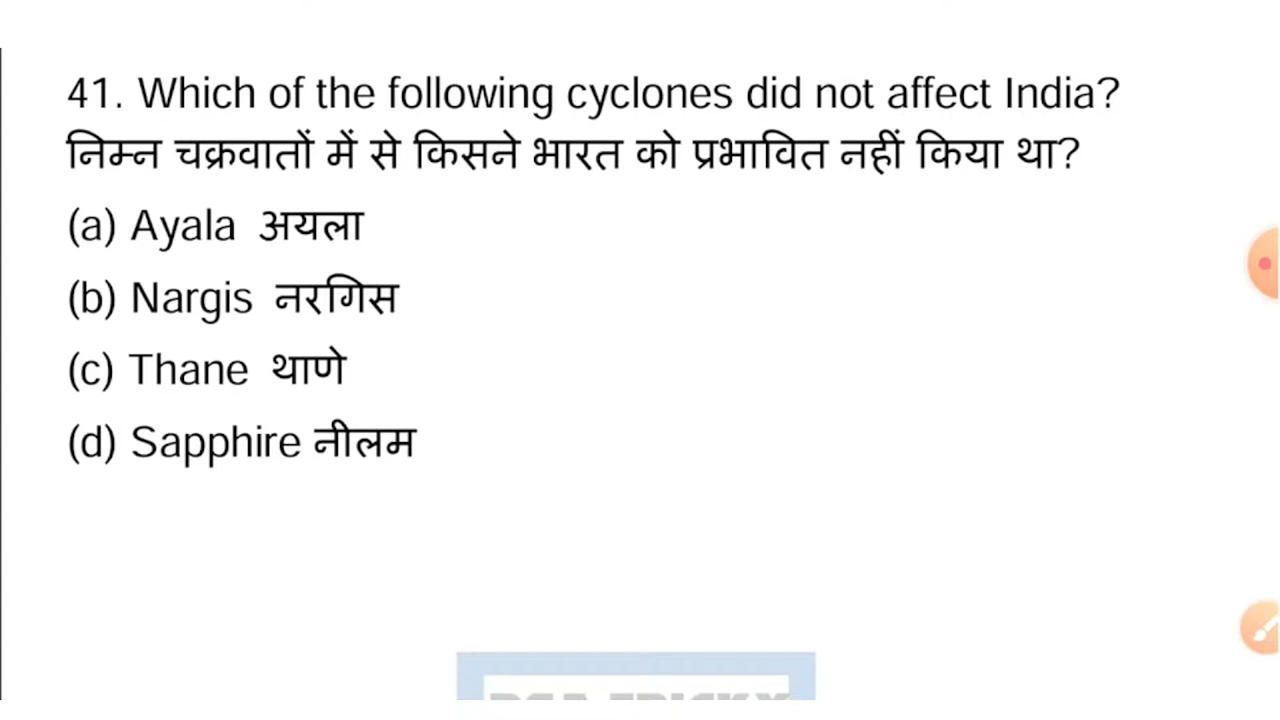 41. Which of the following cyclones did not affect India?
निम्न चक्रवातों में से किसने भारत को प्रभावित नहीं किया था?
(a) Ayala अयला
(b) Nargis नरगिस
(c) Thane थाणे
(d) Sapphire नीलम